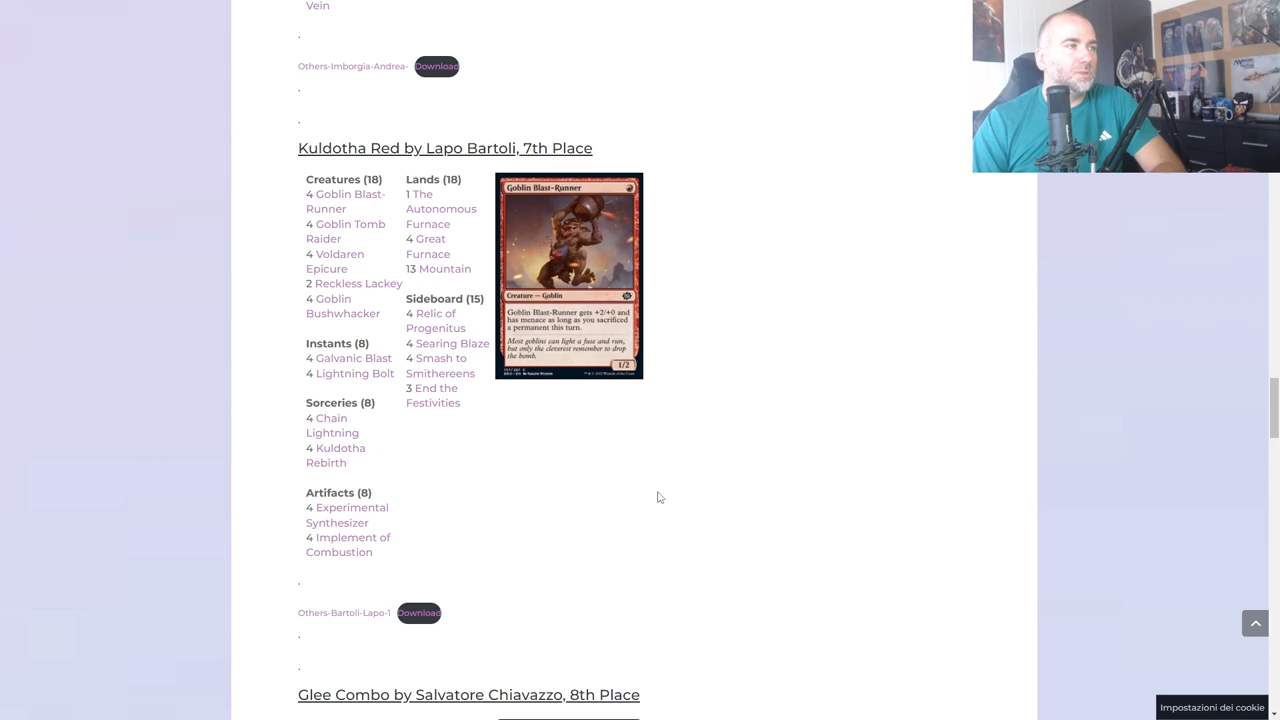 Vein
.
Others-Imborgia-Andrea- Download
.
.
Kuldotha Red by Lapo Bartoli, 7th Place
Creatures (18)
4 Goblin Blast-
Runner
4 Goblin Tomb
Raider
4 Voldaren
Epicure
2 Reckless Lackey
4 Goblin
Bushwhacker
Instants (8)
4 Galvanic Blast
4 Lightning Bolt
Sorceries (8)
4 Chain
Lightning
4 Kuldotha
Rebirth
Artifacts (8)
4 Experimental
Synthesizer
4 Implement of
Combustion
Lands (18)
1 The
Autonomous
Furnace
4 Great
Furnace
13 Mountain
Sideboard (15)
4 Relic of
Progenitus
4 Searing Blaze
4 Smash to
Smithereens
3 End the
Festivities
Goblin Blast-Runner
Creature — Goblin
Goblin Blast-Runner gets +2/+0 and
has menace as long as you sacrificed
a permanent this turn.
Most goblins can light a fuse and run,
but only the cleverest remember to drop
the bomb.
1/2
.
Others-Bartoli-Lapo-1 Download
.
.
Glee Combo by Salvatore Chiavazzo, 8th Place
Impostazioni dei cookie